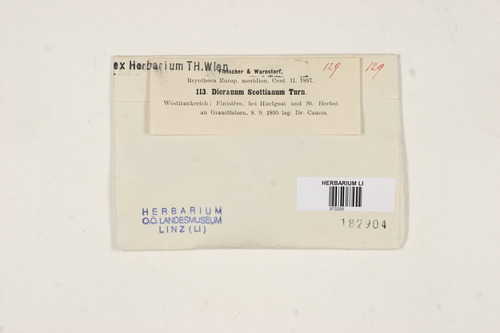 ex Herbarium TH.Wien
Fleischer & Warnstorf,
Bryotheca Europ. meridion. Cent. II. 1897.
129
129
113. Dicranum Scottianum Turn.
Westfrankreich: Finistère, bei Huelgoat und St. Herbot
an Granitfelsen, 8. 9. 1895 leg. Dr. Camus.
HERBARIUM LI
HERBARIUM
O.Ö. LANDESMUSEUM
LINZ (LI)
182904